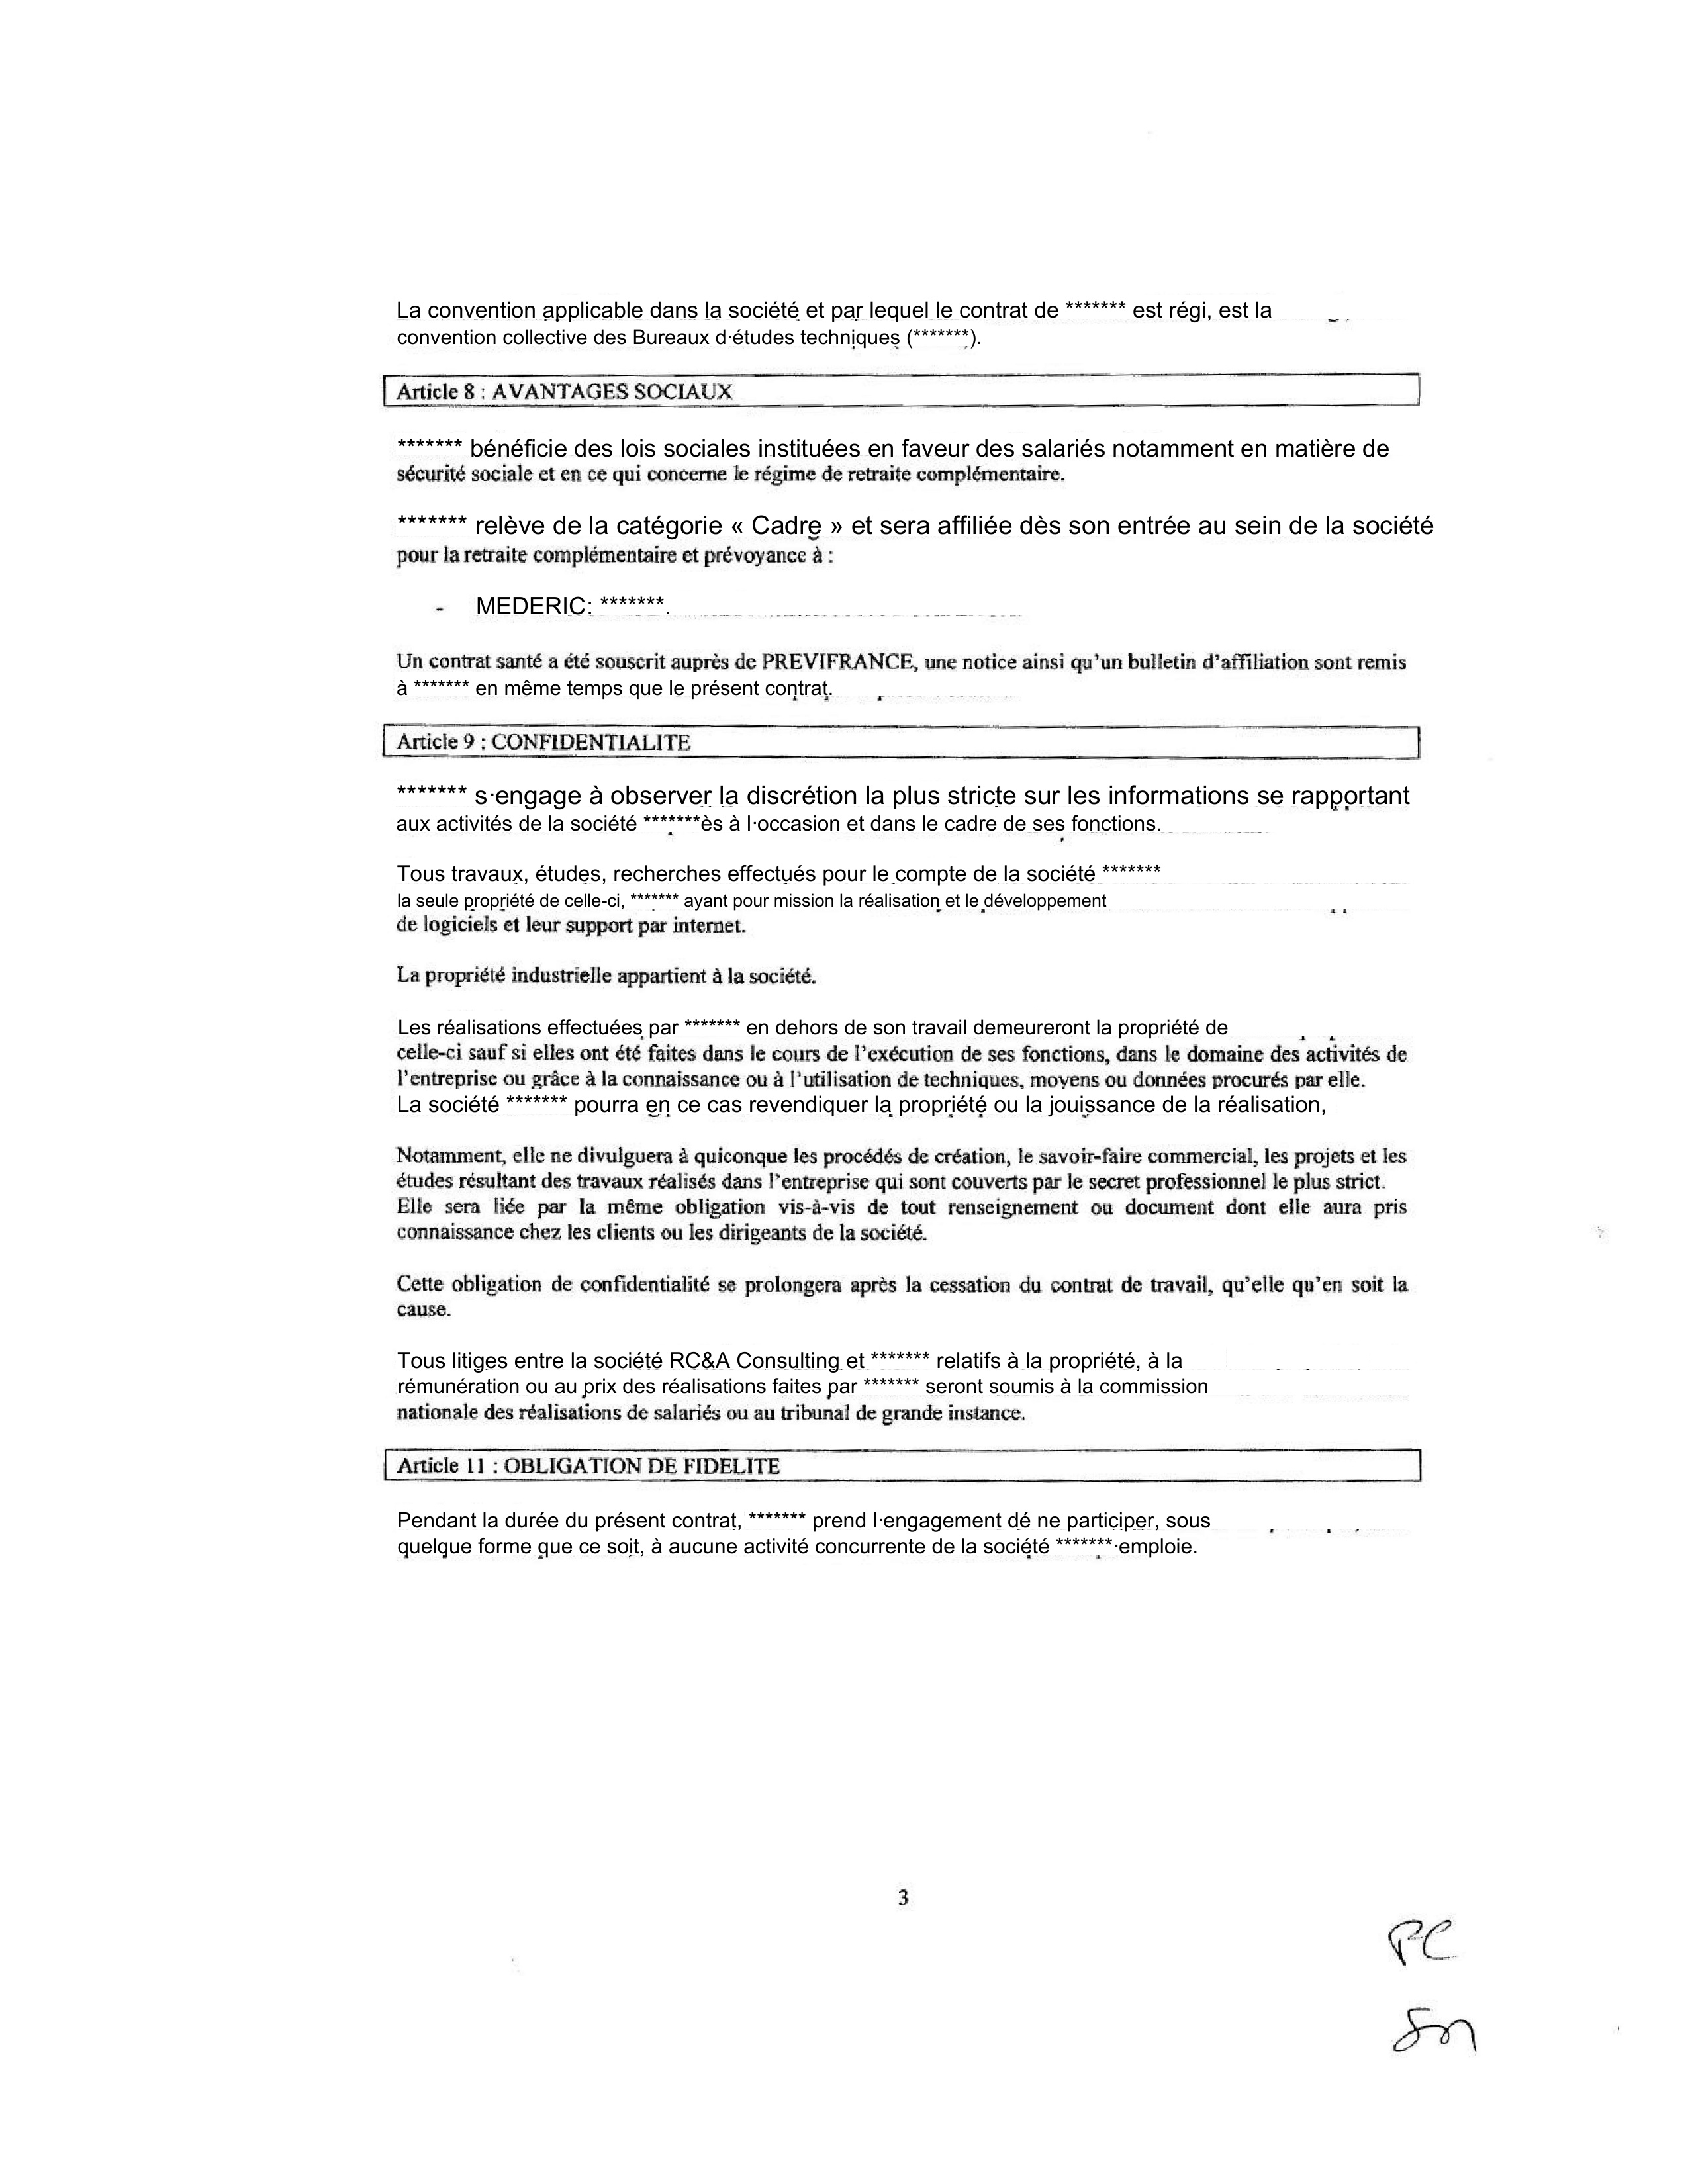 La convention applicable dans la société et par lequel le contrat de ******* est régi, est la
convention collective des Bureaux d·études techniques (*******).
Article 8 : AVANTAGES SOCIAUX
******* bénéficie des lois sociales instituées en faveur des salariés notamment en matière de
sécurité sociale et en ce qui concerne le régime de retraite complémentaire.
******* relève de la catégorie « Cadre » et sera affiliée dès son entrée au sein de la société
pour la retraite complémentaire et prévoyance à :
- MEDERIC: *******.
Un contrat santé a été souscrit auprès de PREVIFRANCE, une notice ainsi qu’un bulletin d’affiliation sont remis
à ******* en même temps que le présent contrat.
Article 9 : CONFIDENTIALITE
******* s·engage à observer la discrétion la plus stricte sur les informations se rapportant
aux activités de la société *******ès à l·occasion et dans le cadre de ses fonctions.
Tous travaux, études, recherches effectués pour le compte de la société *******
la seule propriété de celle-ci, ******* ayant pour mission la réalisation et le développement
de logiciels et leur support par internet.
La propriété industrielle appartient à la société.
Les réalisations effectuées par ******* en dehors de son travail demeureront la propriété de
celle-ci sauf si elles ont été faites dans le cours de l’exécution de ses fonctions, dans le domaine des activités de
l’entreprise ou grâce à la connaissance ou à l’utilisation de techniques, moyens ou données procurés par elle.
La société ******* pourra en ce cas revendiquer la propriété ou la jouissance de la réalisation,
Notamment, elle ne divulguera à quiconque les procédés de création, le savoir-faire commercial, les projets et les
études résultant des travaux réalisés dans l’entreprise qui sont couverts par le secret professionnel le plus strict.
Elle sera liée par la même obligation vis-à-vis de tout renseignement ou document dont elle aura pris
connaissance chez les clients ou les dirigeants de la société.
Cette obligation de confidentialité se prolongera après la cessation du contrat de travail, qu’elle qu’en soit la
cause.
Tous litiges entre la société RC&A Consulting et ******* relatifs à la propriété, à la
rémunération ou au prix des réalisations faites par ******* seront soumis à la commission
nationale des réalisations de salariés ou au tribunal de grande instance.
Article 11 : OBLIGATION DE FIDELITE
Pendant la durée du présent contrat, ******* prend l·engagement dé ne participer, sous
quelque forme que ce soit, à aucune activité concurrente de la société *******·emploie.
3
PC